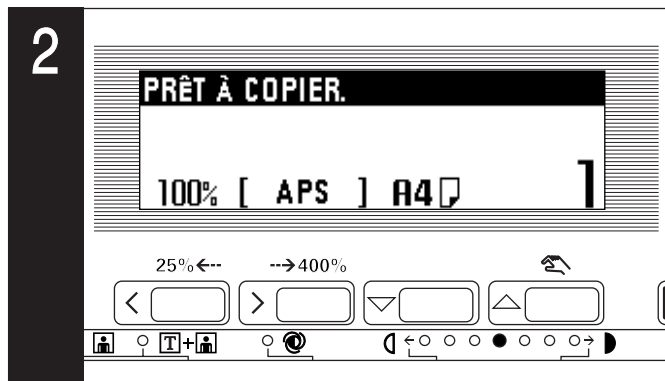 2
PRÊT À COPIER.
100% [ APS ] A4 1
25% ←-- --→ 400%
< > 
T +